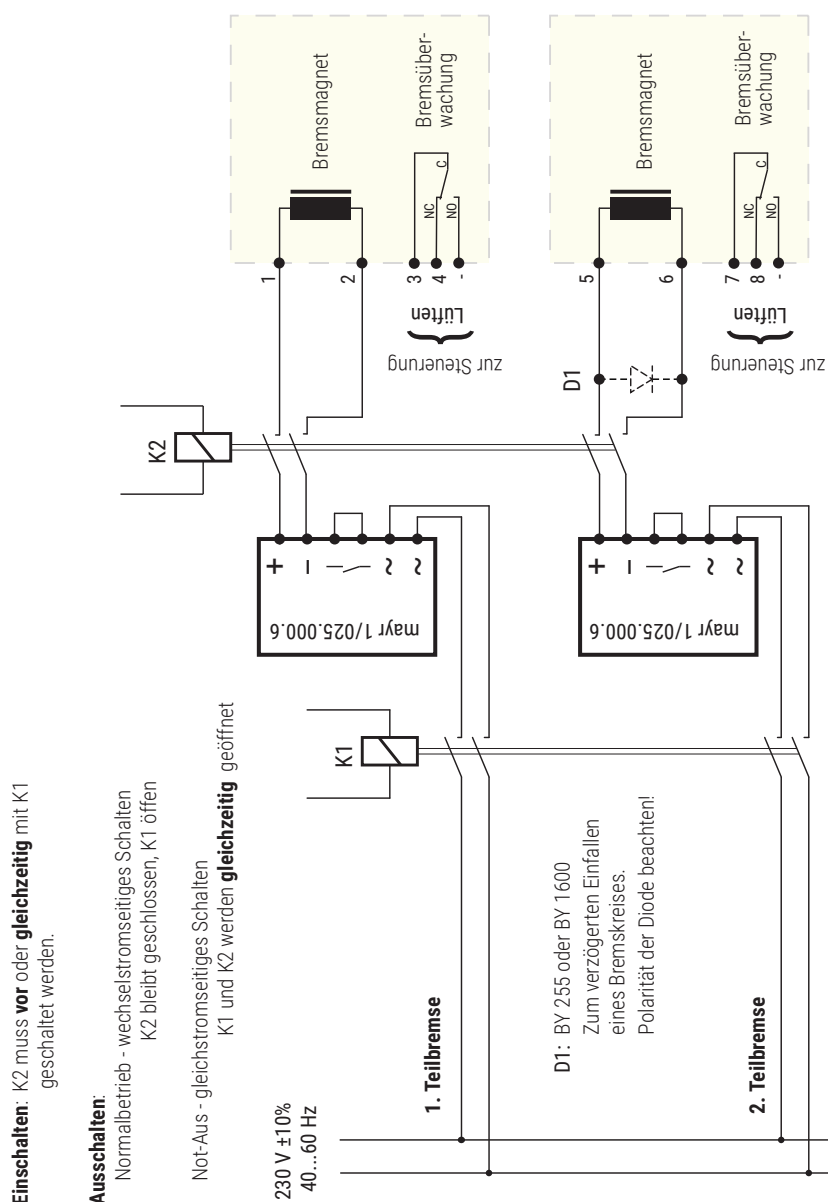 Einschalten: K2 muss vor oder gleichzeitig mit K1
geschaltet werden.
Ausschalten:
Normalbetrieb - wechselstromseitiges Schalten
K2 bleibt geschlossen, K1 öffen
Not-Aus - gleichstromseitiges Schalten
K1 und K2 werden gleichzeitig geöffnet
230 V ±10%
40...60 Hz
1. Teilbremse
K1
mayr 1/025.000.6
+
–
~
~
K2
1
2
3
4
-
Lüften
zur Steuerung
Bremsmagnet
NC
NO
C
Bremsüber-
wachung
D1: BY 255 oder BY 1600
Zum verzögerten Einfallen
eines Bremskreises.
Polarität der Diode beachten!
2. Teilbremse
mayr 1/025.000.6
+
–
~
~
D1
5
6
7
8
-
Lüften
zur Steuerung
Bremsmagnet
NC
NO
C
Bremsüber-
wachung